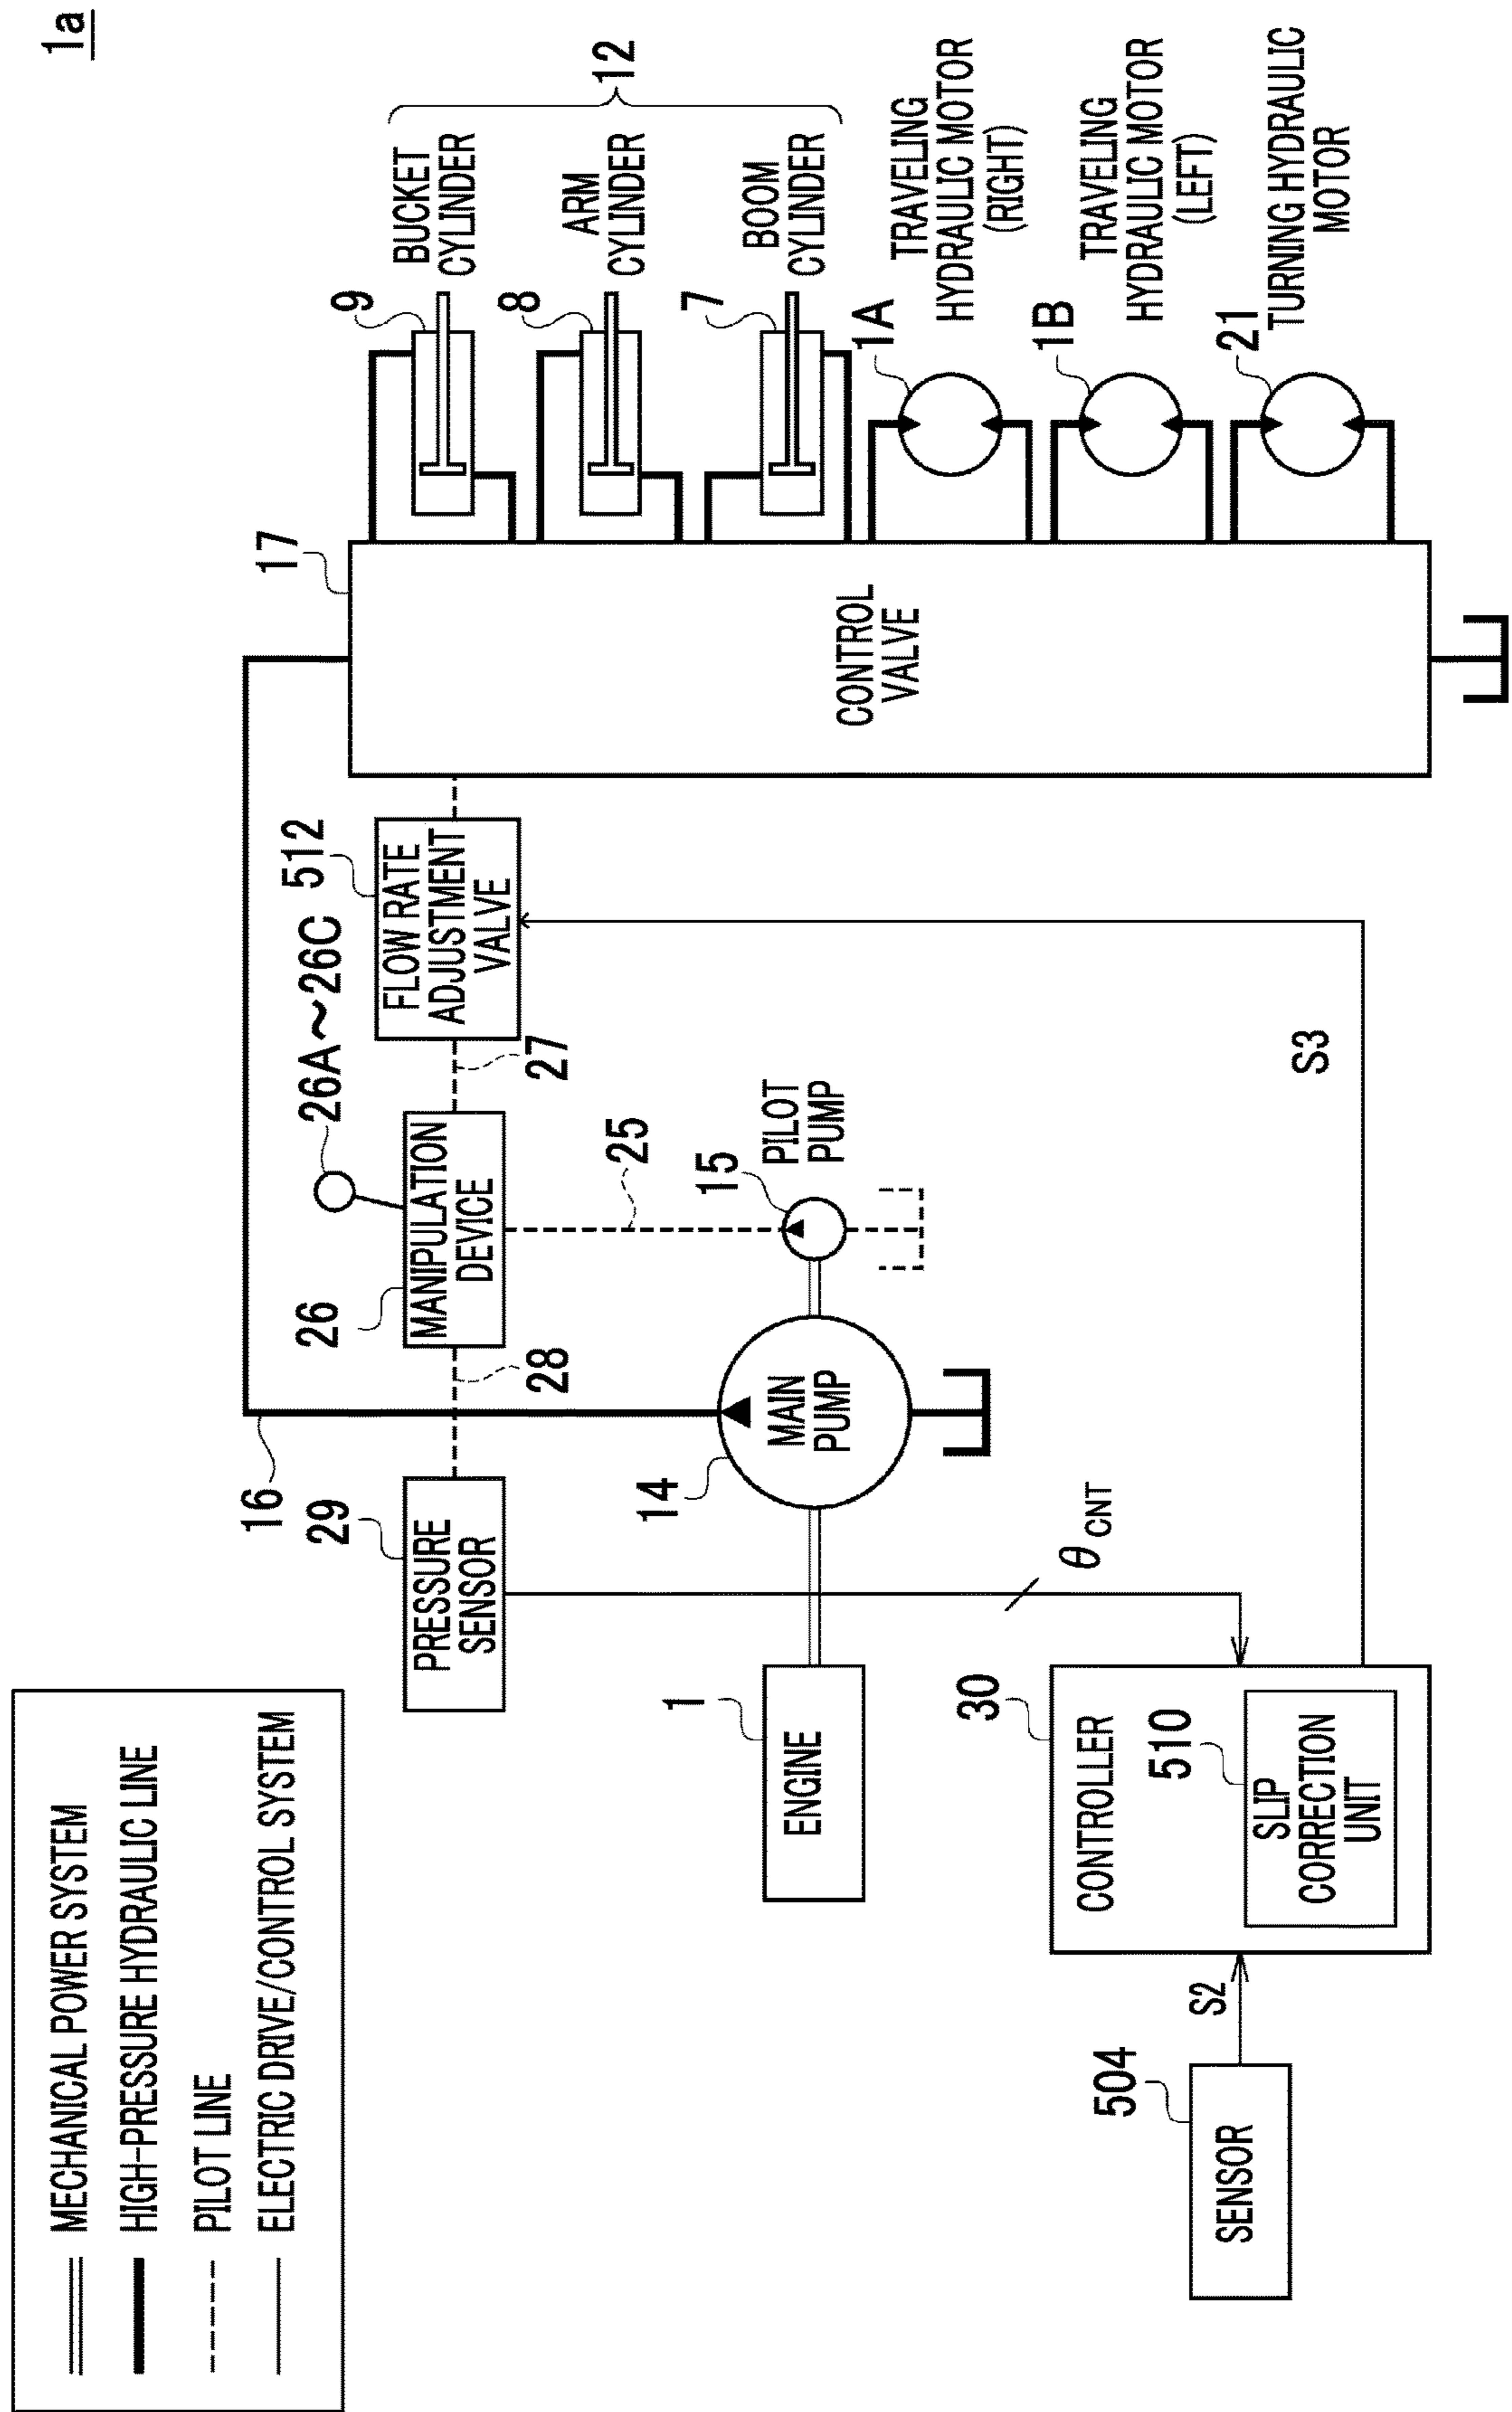 1a
MECHANICAL POWER SYSTEM
HIGH-PRESSURE HYDRAULIC LINE
PILOT LINE
ELECTRIC DRIVE/CONTROL SYSTEM
16
26A～26C
512
17
9
BUCKET
CYLINDER
8
ARM
CYLINDER
12
7
BOOM
CYLINDER
29
PRESSURE
SENSOR
28
26
MANIPULATION
DEVICE
27
FLOW RATE
ADJUSTMENT
VALVE
25
CONTROL
VALVE
1
ENGINE
14
MAIN
PUMP
15
PILOT
PUMP
1A
TRAVELING
HYDRAULIC MOTOR
(RIGHT)
1B
TRAVELING
HYDRAULIC MOTOR
(LEFT)
21
TURNING HYDRAULIC
MOTOR
θCNT
30
CONTROLLER
510
SLIP
CORRECTION
UNIT
S3
504
SENSOR
S2